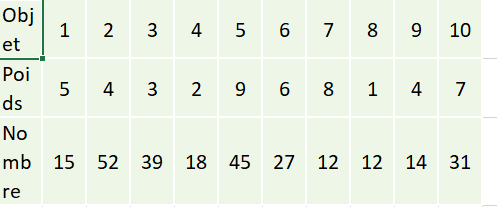 Objet 1 2 3 4 5 6 7 8 9 10
Poids 5 4 3 2 9 6 8 1 4 7
Nombre 15 52 39 18 45 27 12 12 14 31